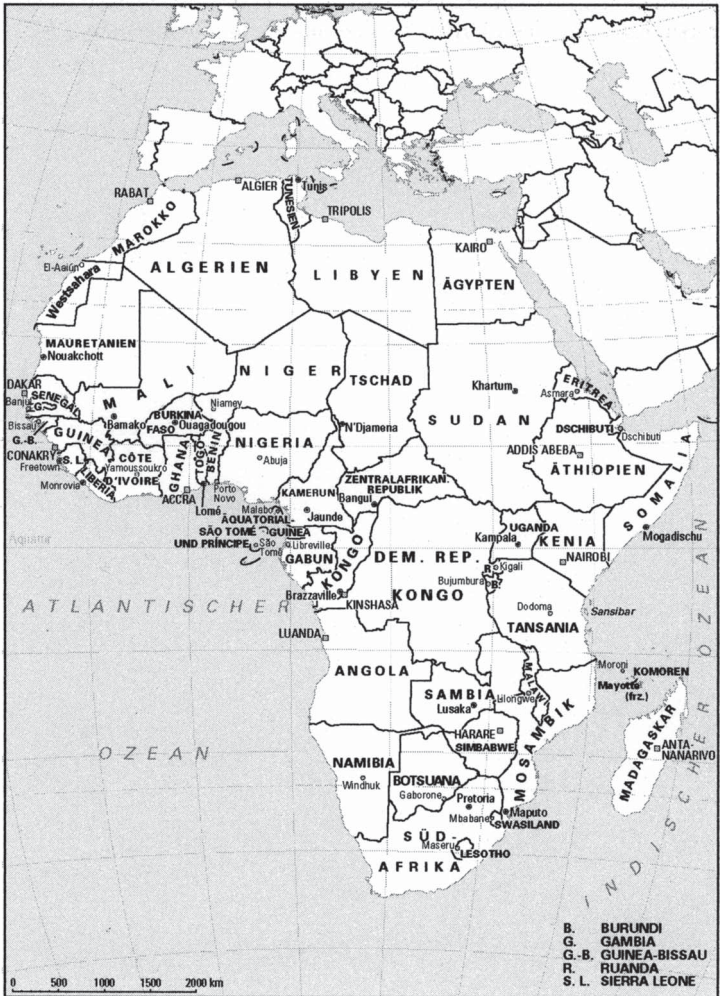 RABAT
ALGIER
Tunis
TUNESIEN
TRIPOLIS
MAROKKO
KAIRO
El-Aaiún
Westsahara
ALGERIEN
LIBYEN
ÄGYPTEN
MAURETANIEN
Nouakchott
MALI
NIGER
TSCHAD
SUDAN
Khartum
ERITREA
Asmara
DAKAR
SENEGAL
Banjul
G.
Bissau
G.-B.
GUINEA
Bamako
BURKINA
FASO
Ouagadougou
Niamey
N'Djamena
DSCHIBUTI
Dschibuti
CONAKRY
Freetown
S. L.
CÔTE
D'IVOIRE
Yamoussoukro
GHANA
TOGO
BENIN
NIGERIA
Abuja
ADDIS ABEBA
ÄTHIOPIEN
SOMALIA
Monrovia
LIBERIA
ACCRA
Lomé
Porto
Novo
KAMERUN
ZENTRALAFRIKAN.
REPUBLIK
Bangui
Malabo
Jaunde
ÄQUATORIAL-
GUINEA
SÃO TOMÉ
UND PRÍNCIPE
São
Tomé
Libreville
GABUN
KONGO
DEM. REP.
KONGO
UGANDA
Kampala
KENIA
NAIROBI
Mogadischu
Äquator
R.
Kigali
Bujumbura
B.
Brazzaville
KINSHASA
Dodoma
Sansibar
TANSANIA
ATLANTISCHER
OZEAN
LUANDA
ANGOLA
SAMBIA
Lusaka
MALAWI
Lilongwe
MOSAMBIK
Moroni
KOMOREN
Mayotte
(frz.)
HARARE
SIMBABWE
MADAGASKAR
ANTA-
NANARIVO
NAMIBIA
Windhuk
BOTSUANA
Gaborone
Pretoria
Maputo
Mbabane
SWASILAND
SÜD-
AFRIKA
Maseru
LESOTHO
INDISCHER OZEAN
B. BURUNDI
G. GAMBIA
G.-B. GUINEA-BISSAU
R. RUANDA
S. L. SIERRA LEONE
0 500 1000 1500 2000 km